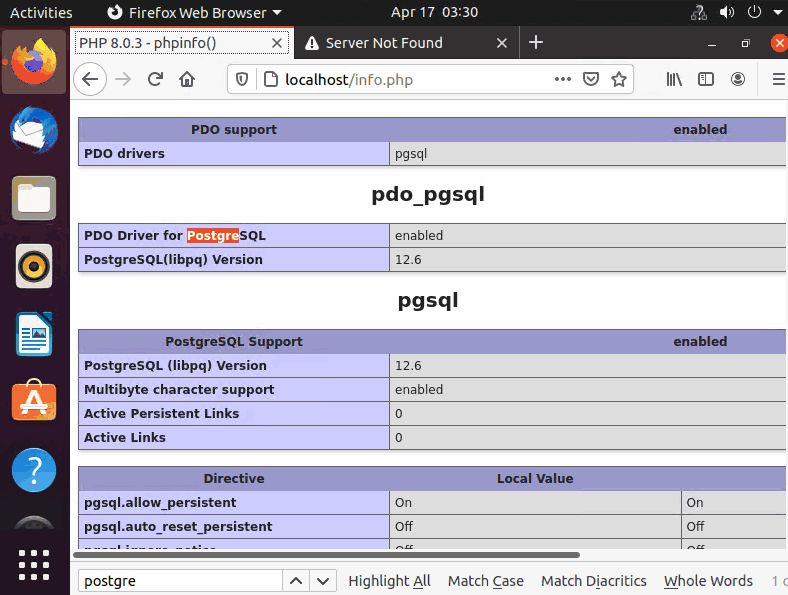 Activities Firefox Web Browser Apr 17 03:30
PHP 8.0.3 - phpinfo() Server Not Found
localhost/info.php
PDO support enabled
PDO drivers pgsql
pdo_pgsql
PDO Driver for PostgreSQL enabled
PostgreSQL(libpq) Version 12.6
pgsql
PostgreSQL Support enabled
PostgreSQL (libpq) Version 12.6
Multibyte character support enabled
Active Persistent Links 0
Active Links 0
Directive Local Value
pgsql.allow_persistent On On
pgsql.auto_reset_persistent Off Off
pgsql.ignore_notice Off Off
postgre Highlight All Match Case Match Diacritics Whole Words 1